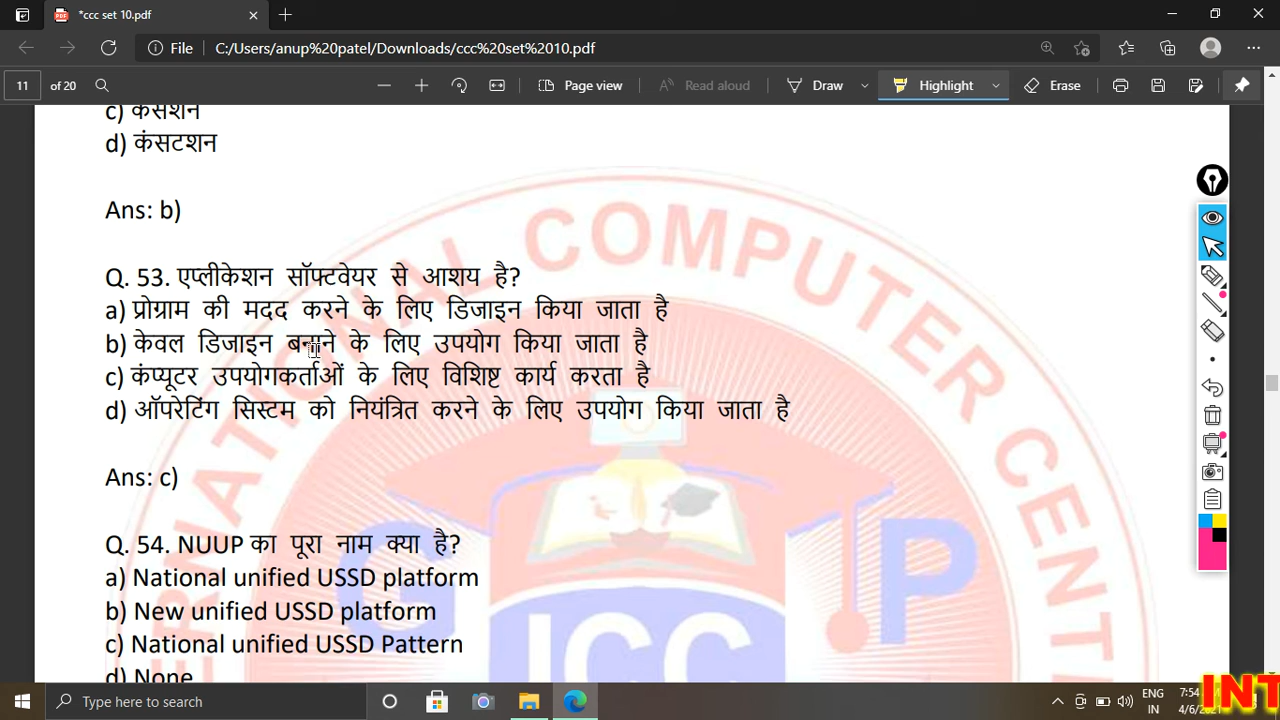 *ccc set 10.pdf
File C:/Users/anup%20patel/Downloads/ccc%20set%2010.pdf
11 of 20 Page view Read aloud Draw Highlight Erase
c) कंसेशन
d) कंसटशन
Ans: b)
Q. 53. एप्लीकेशन सॉफ्टवेयर से आशय है?
a) प्रोग्राम की मदद करने के लिए डिजाइन किया जाता है
b) केवल डिजाइन बनाने के लिए उपयोग किया जाता है
c) कंप्यूटर उपयोगकर्ताओं के लिए विशिष्ट कार्य करता है
d) ऑपरेटिंग सिस्टम को नियंत्रित करने के लिए उपयोग किया जाता है
Ans: c)
Q. 54. NUUP का पूरा नाम क्या है?
a) National unified USSD platform
b) New unified USSD platform
c) National unified USSD Pattern
d) None
COMPUTER CENT
G P
ICC
Type here to search
ENG 7:54
IN
INT